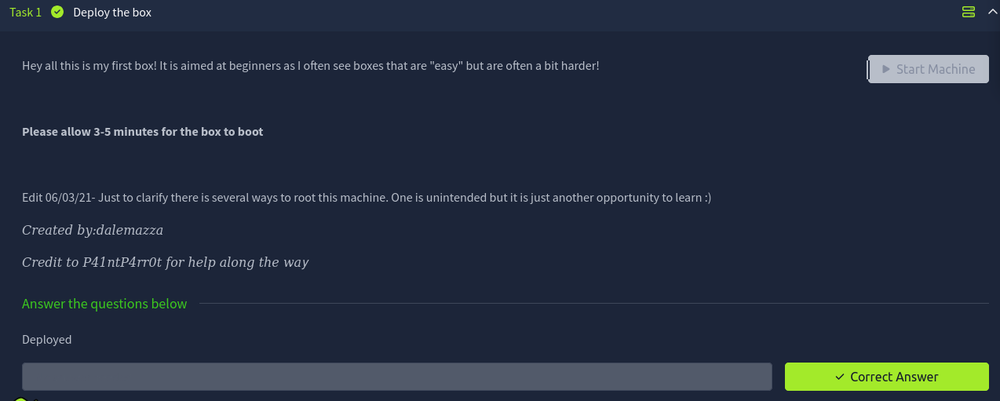 Task 1 Deploy the box
Hey all this is my first box! It is aimed at beginners as I often see boxes that are "easy" but are often a bit harder!
Start Machine
Please allow 3-5 minutes for the box to boot
Edit 06/03/21- Just to clarify there is several ways to root this machine. One is unintended but it is just another opportunity to learn :)
Created by:dalemazza
Credit to P41ntP4rr0t for help along the way
Answer the questions below
Deployed
Correct Answer